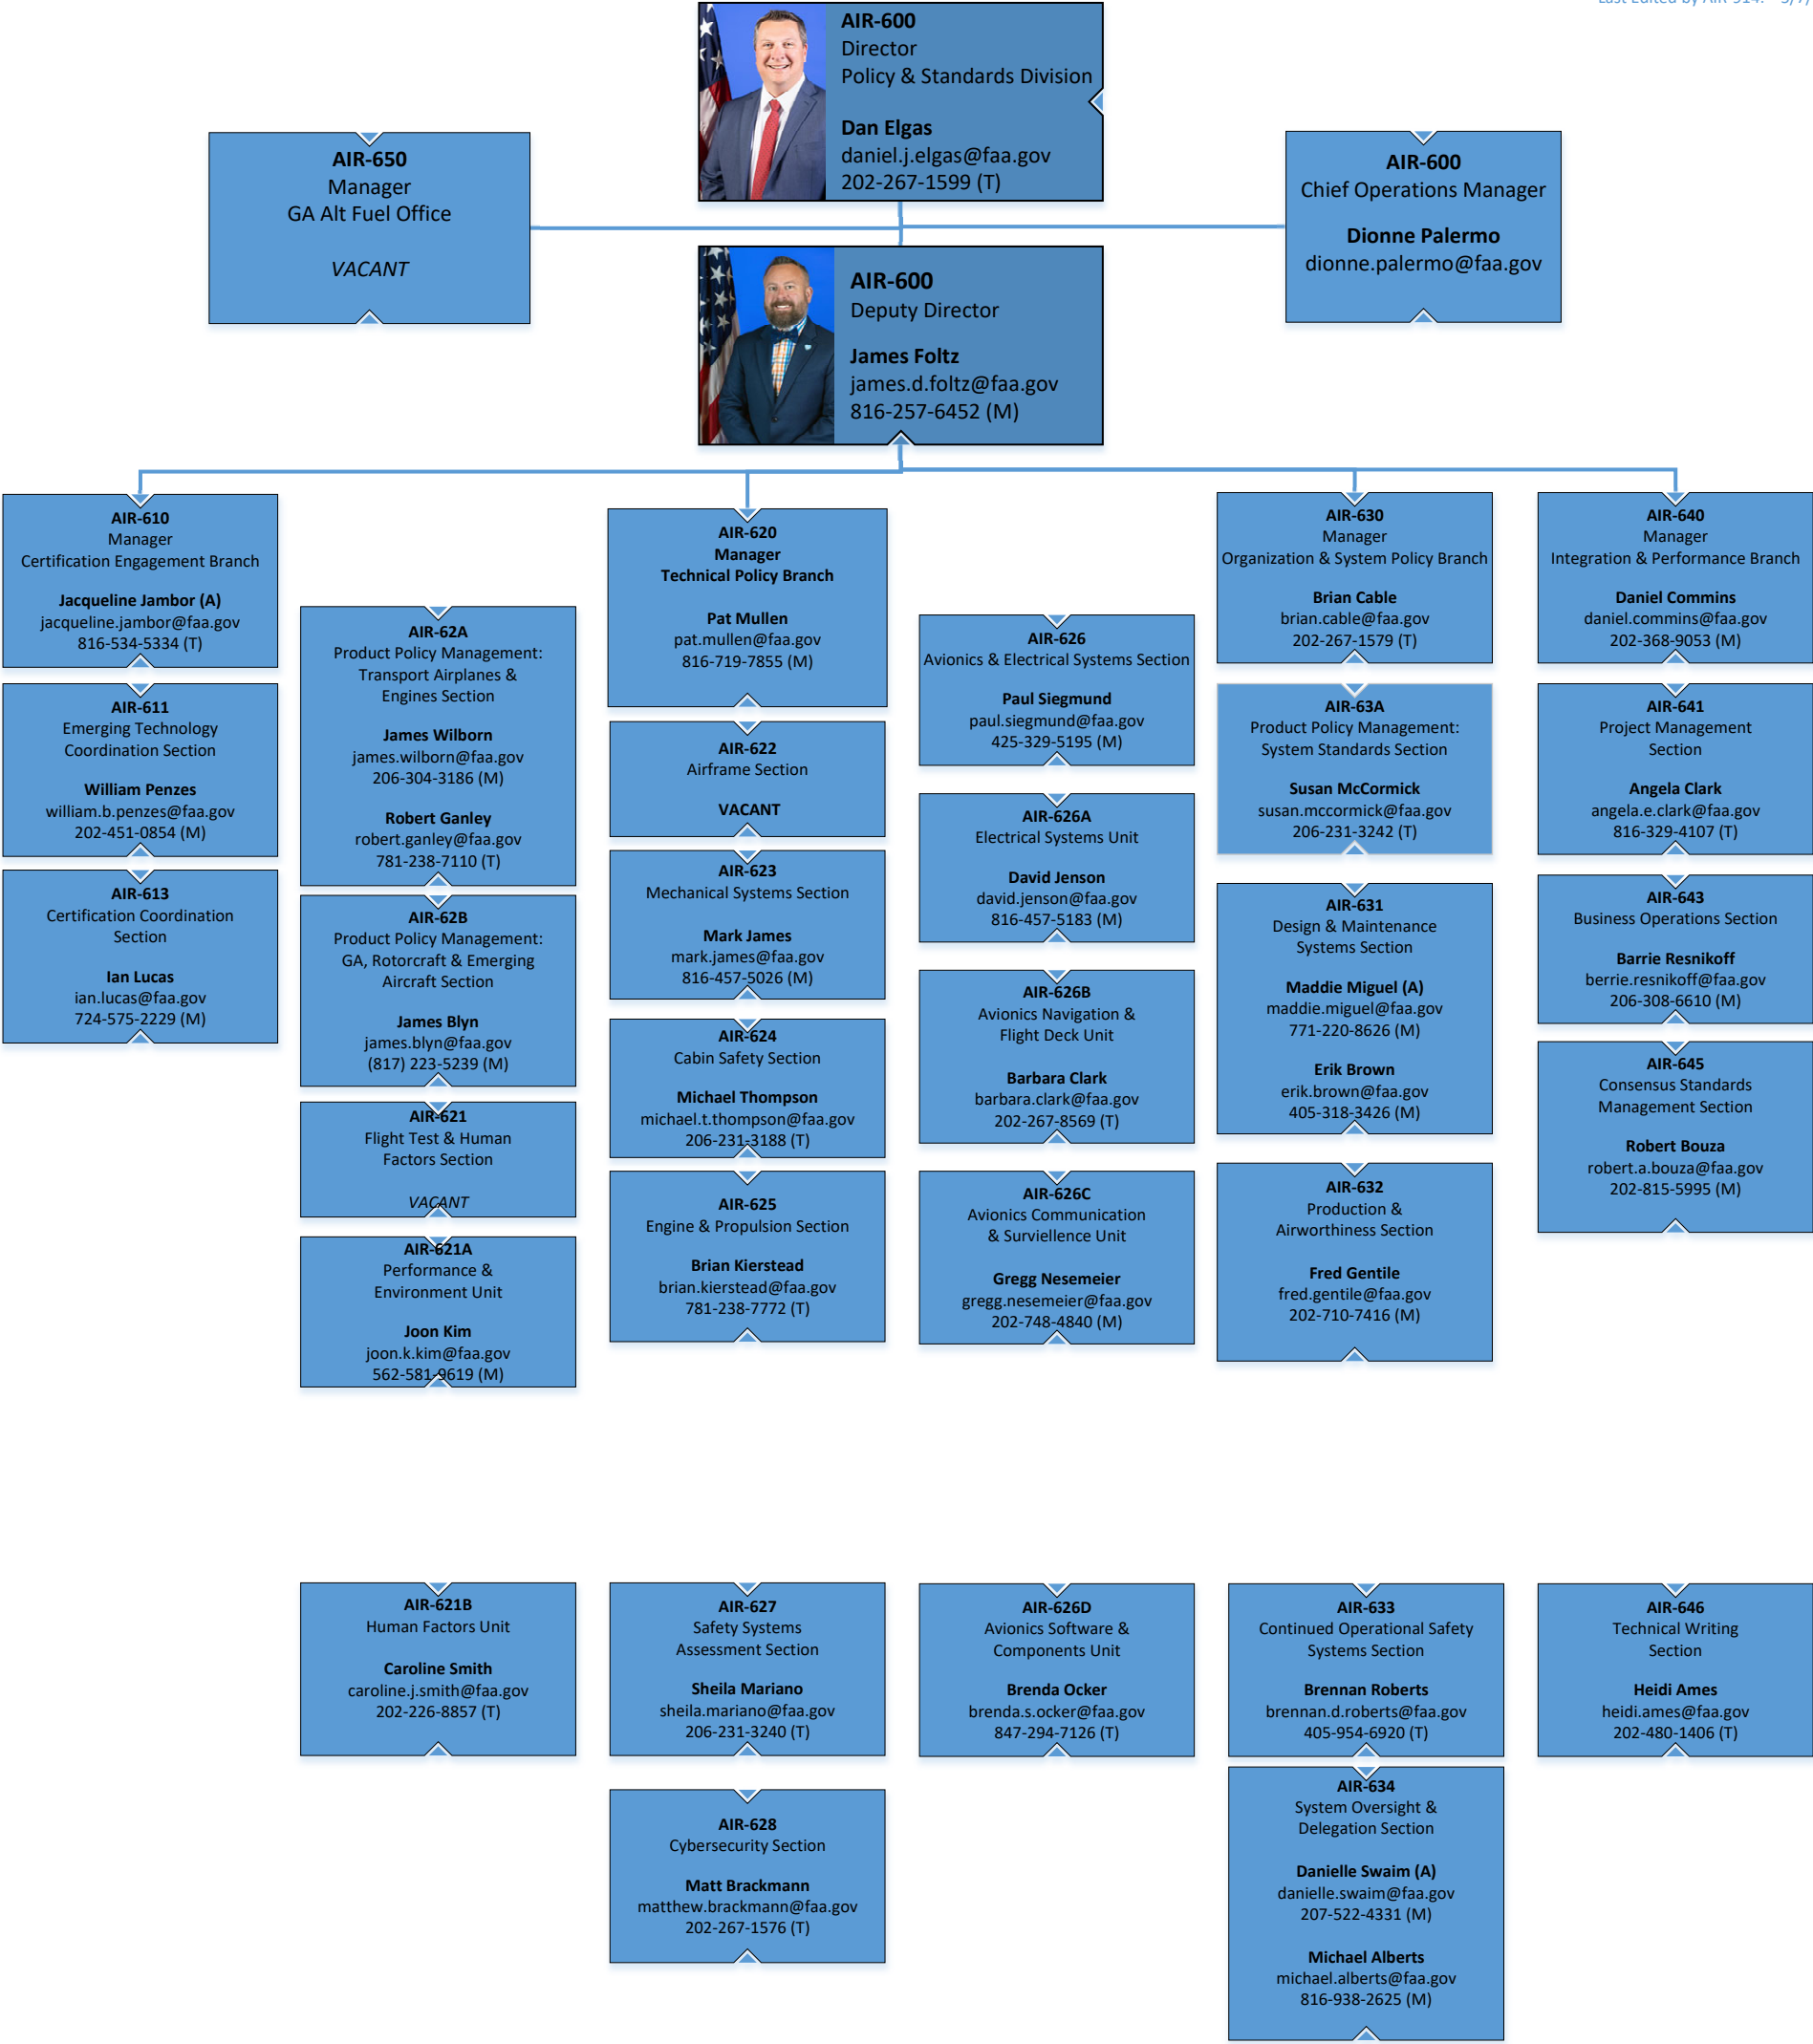 Last Edited by AIR-914: 3/7/
AIR-600
Director
Policy & Standards Division
Dan Elgas
daniel.j.elgas@faa.gov
202-267-1599 (T)
AIR-650
Manager
GA Alt Fuel Office
VACANT
AIR-600
Chief Operations Manager
Dionne Palermo
dionne.palermo@faa.gov
AIR-600
Deputy Director
James Foltz
james.d.foltz@faa.gov
816-257-6452 (M)
AIR-610
Manager
Certification Engagement Branch
Jacqueline Jambor (A)
jacqueline.jambor@faa.gov
816-534-5334 (T)
AIR-611
Emerging Technology
Coordination Section
William Penzes
william.b.penzes@faa.gov
202-451-0854 (M)
AIR-613
Certification Coordination
Section
Ian Lucas
ian.lucas@faa.gov
724-575-2229 (M)
AIR-62A
Product Policy Management:
Transport Airplanes &
Engines Section
James Wilborn
james.wilborn@faa.gov
206-304-3186 (M)
Robert Ganley
robert.ganley@faa.gov
781-238-7110 (T)
AIR-62B
Product Policy Management:
GA, Rotorcraft & Emerging
Aircraft Section
James Blyn
james.blyn@faa.gov
(817) 223-5239 (M)
AIR-621
Flight Test & Human
Factors Section
VACANT
AIR-621A
Performance &
Environment Unit
Joon Kim
joon.k.kim@faa.gov
562-581-9619 (M)
AIR-620
Manager
Technical Policy Branch
Pat Mullen
pat.mullen@faa.gov
816-719-7855 (M)
AIR-622
Airframe Section
VACANT
AIR-623
Mechanical Systems Section
Mark James
mark.james@faa.gov
816-457-5026 (M)
AIR-624
Cabin Safety Section
Michael Thompson
michael.t.thompson@faa.gov
206-231-3188 (T)
AIR-625
Engine & Propulsion Section
Brian Kierstead
brian.kierstead@faa.gov
781-238-7772 (T)
AIR-626
Avionics & Electrical Systems Section
Paul Siegmund
paul.siegmund@faa.gov
425-329-5195 (M)
AIR-626A
Electrical Systems Unit
David Jenson
david.jenson@faa.gov
816-457-5183 (M)
AIR-626B
Avionics Navigation &
Flight Deck Unit
Barbara Clark
barbara.clark@faa.gov
202-267-8569 (T)
AIR-626C
Avionics Communication
& Surviellence Unit
Gregg Nesemeier
gregg.nesemeier@faa.gov
202-748-4840 (M)
AIR-630
Manager
Organization & System Policy Branch
Brian Cable
brian.cable@faa.gov
202-267-1579 (T)
AIR-63A
Product Policy Management:
System Standards Section
Susan McCormick
susan.mccormick@faa.gov
206-231-3242 (T)
AIR-631
Design & Maintenance
Systems Section
Maddie Miguel (A)
maddie.miguel@faa.gov
771-220-8626 (M)
Erik Brown
erik.brown@faa.gov
405-318-3426 (M)
AIR-632
Production &
Airworthiness Section
Fred Gentile
fred.gentile@faa.gov
202-710-7416 (M)
AIR-640
Manager
Integration & Performance Branch
Daniel Commins
daniel.commins@faa.gov
202-368-9053 (M)
AIR-641
Project Management
Section
Angela Clark
angela.e.clark@faa.gov
816-329-4107 (T)
AIR-643
Business Operations Section
Barrie Resnikoff
berrie.resnikoff@faa.gov
206-308-6610 (M)
AIR-645
Consensus Standards
Management Section
Robert Bouza
robert.a.bouza@faa.gov
202-815-5995 (M)
AIR-621B
Human Factors Unit
Caroline Smith
caroline.j.smith@faa.gov
202-226-8857 (T)
AIR-627
Safety Systems
Assessment Section
Sheila Mariano
sheila.mariano@faa.gov
206-231-3240 (T)
AIR-628
Cybersecurity Section
Matt Brackmann
matthew.brackmann@faa.gov
202-267-1576 (T)
AIR-626D
Avionics Software &
Components Unit
Brenda Ocker
brenda.s.ocker@faa.gov
847-294-7126 (T)
AIR-633
Continued Operational Safety
Systems Section
Brennan Roberts
brennan.d.roberts@faa.gov
405-954-6920 (T)
AIR-634
System Oversight &
Delegation Section
Danielle Swaim (A)
danielle.swaim@faa.gov
207-522-4331 (M)
Michael Alberts
michael.alberts@faa.gov
816-938-2625 (M)
AIR-646
Technical Writing
Section
Heidi Ames
heidi.ames@faa.gov
202-480-1406 (T)